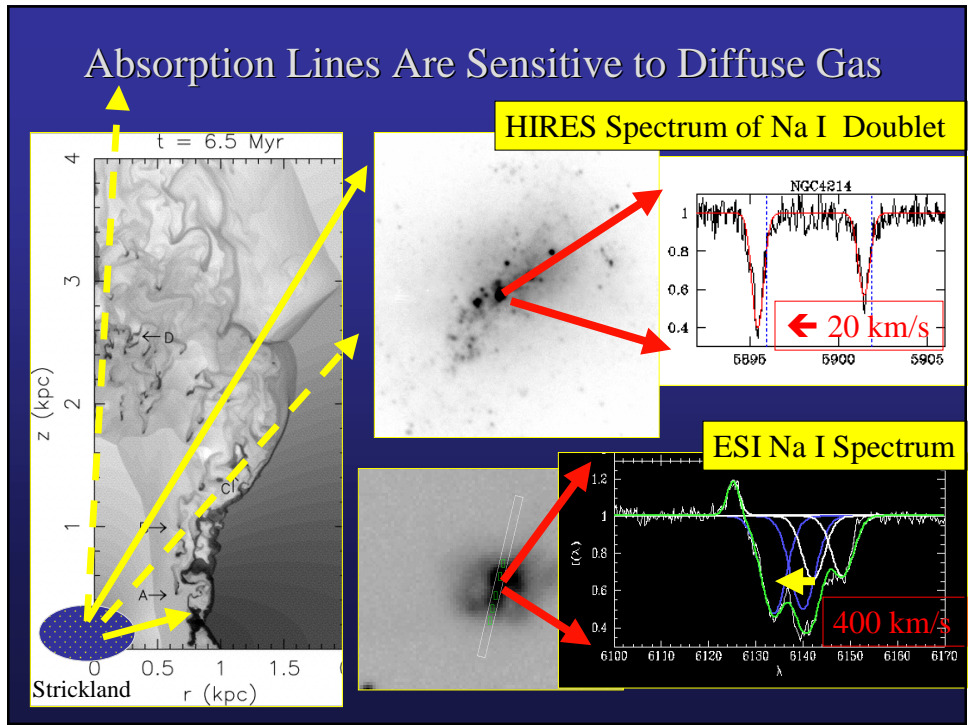 Absorption Lines Are Sensitive to Diffuse Gas
HIRES Spectrum of Na I Doublet
t = 6.5 Myr
4
3
2
1
0
z (kpc)
←D
cl
A→
0 0.5 1 1.5 2
r (kpc)
Strickland
NGC4214
1
0.8
0.6
0.4
← 20 km/s
5895 5900 5905
ESI Na I Spectrum
1.2
1
0.8
0.6
0.4
I(λ)
400 km/s
6100 6110 6120 6130 6140 6150 6160 6170
λ